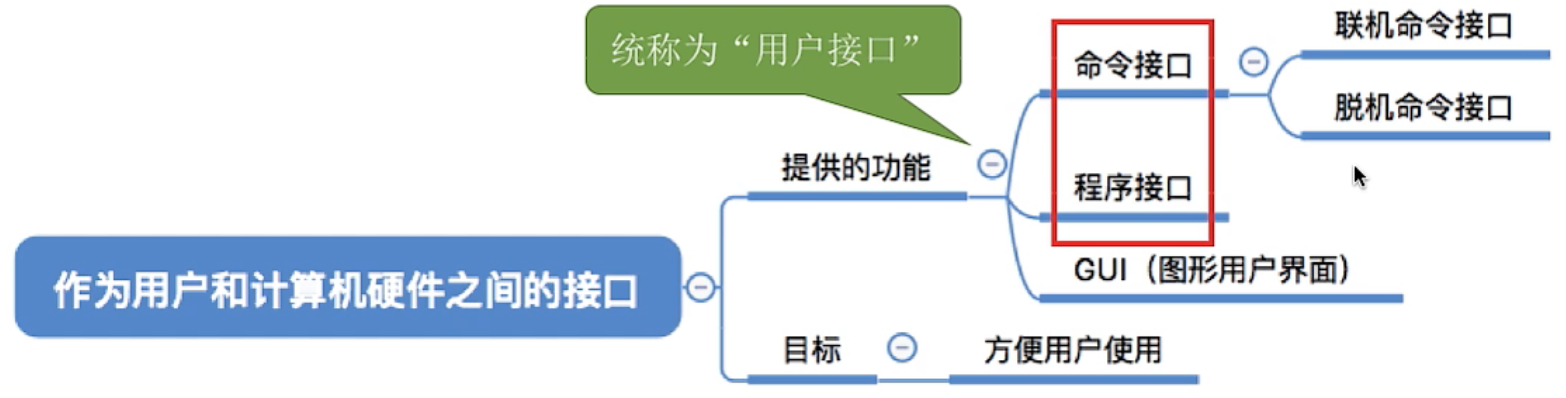 统称为“用户接口”
联机命令接口
命令接口
脱机命令接口
提供的功能
程序接口
作为用户和计算机硬件之间的接口
GUI（图形用户界面）
目标
方便用户使用